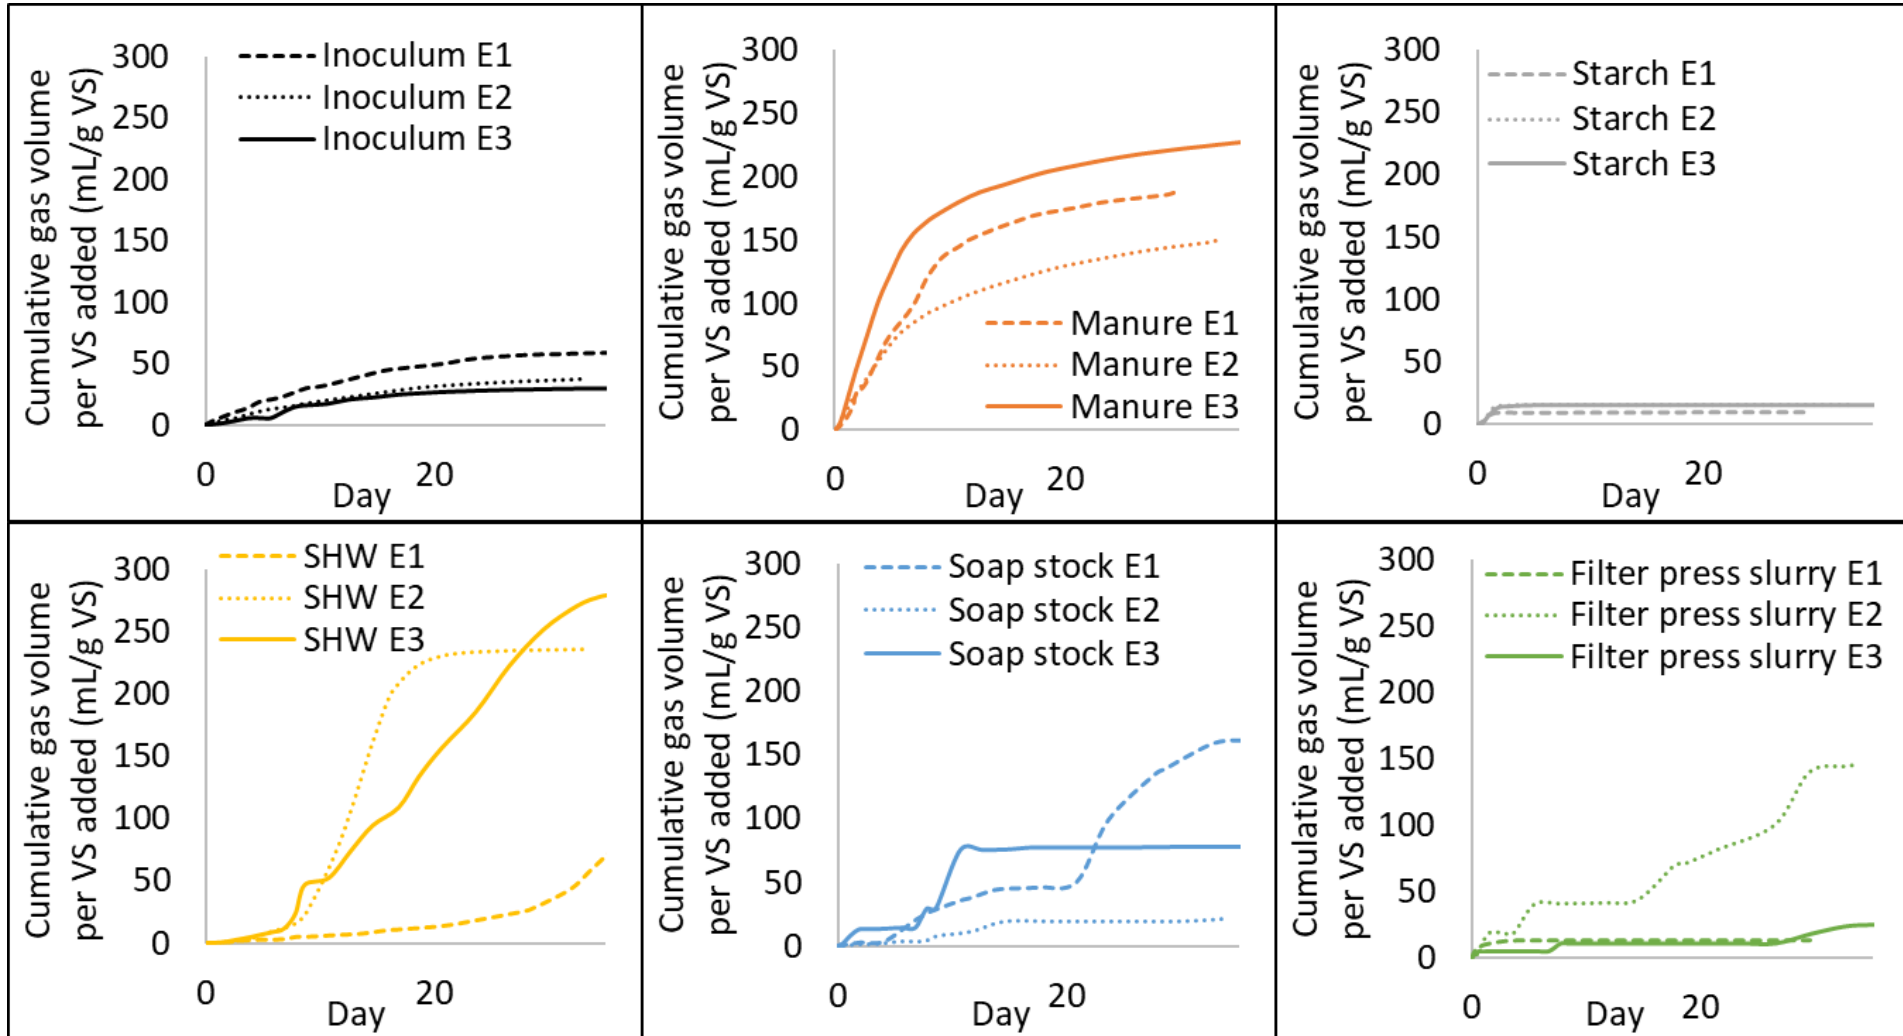 Cumulative gas volume
per VS added (mL/g VS)
300
250
200
150
100
50
0
Inoculum E1
Inoculum E2
Inoculum E3
0
20
Day
Cumulative gas volume
per VS added (mL/g VS)
300
250
200
150
100
50
0
Manure E1
Manure E2
Manure E3
0
20
Day
Cumulative gas volume
per VS added (mL/g VS)
300
250
200
150
100
50
0
Starch E1
Starch E2
Starch E3
0
20
Day
Cumulative gas volume
per VS added (mL/g VS)
300
250
200
150
100
50
0
SHW E1
SHW E2
SHW E3
0
20
Day
Cumulative gas volume
per VS added (mL/g VS)
300
250
200
150
100
50
0
Soap stock E1
Soap stock E2
Soap stock E3
0
20
Day
Cumulative gas volume
per VS added (mL/g VS)
300
250
200
150
100
50
0
Filter press slurry E1
Filter press slurry E2
Filter press slurry E3
0
20
Day